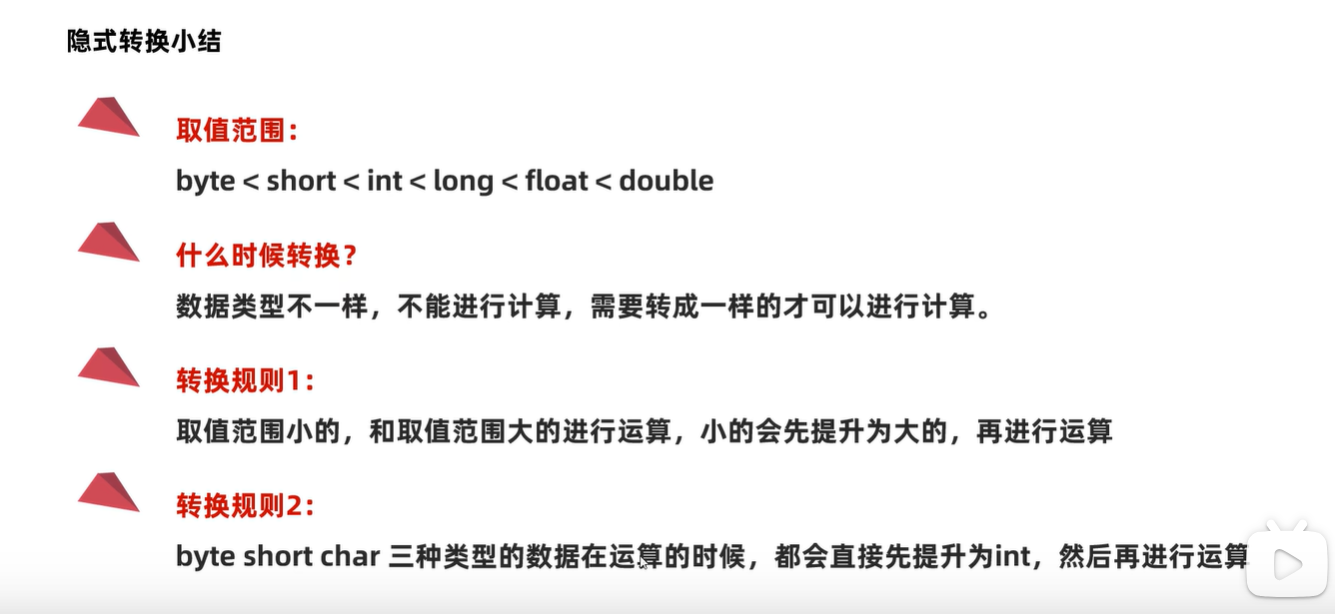 隐式转换小结
取值范围：
byte < short < int < long < float < double
什么时候转换？
数据类型不一样，不能进行计算，需要转成一样的才可以进行计算。
转换规则1：
取值范围小的，和取值范围大的进行运算，小的会先提升为大的，再进行运算
转换规则2：
byte short char 三种类型的数据在运算的时候，都会直接先提升为int，然后再进行运算